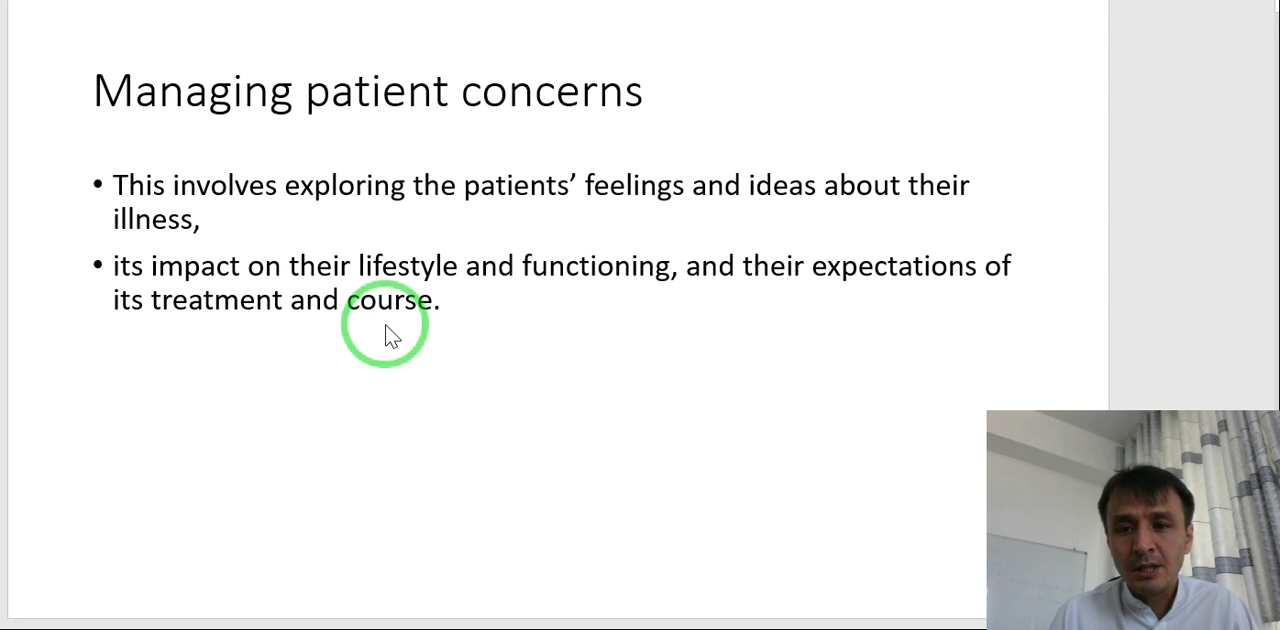 Managing patient concerns
• This involves exploring the patients’ feelings and ideas about their
illness,
• its impact on their lifestyle and functioning, and their expectations of
its treatment and course.